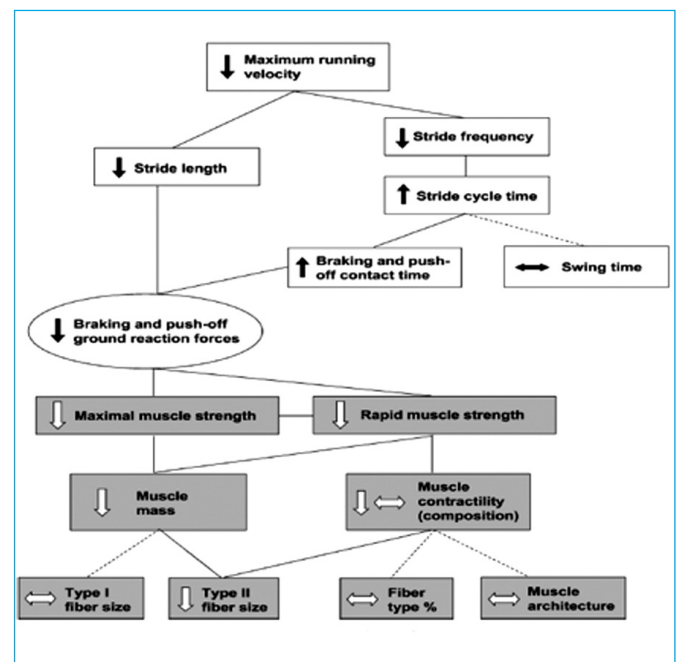 Maximum running
velocity
Stride frequency
Stride length
Stride cycle time
Braking and push-
off contact time
Swing time
Braking and push-off
ground reaction forces
Maximal muscle strength
Rapid muscle strength
Muscle
mass
Muscle
contractility
(composition)
Type I
fiber size
Type II
fiber size
Fiber
type %
Muscle
architecture